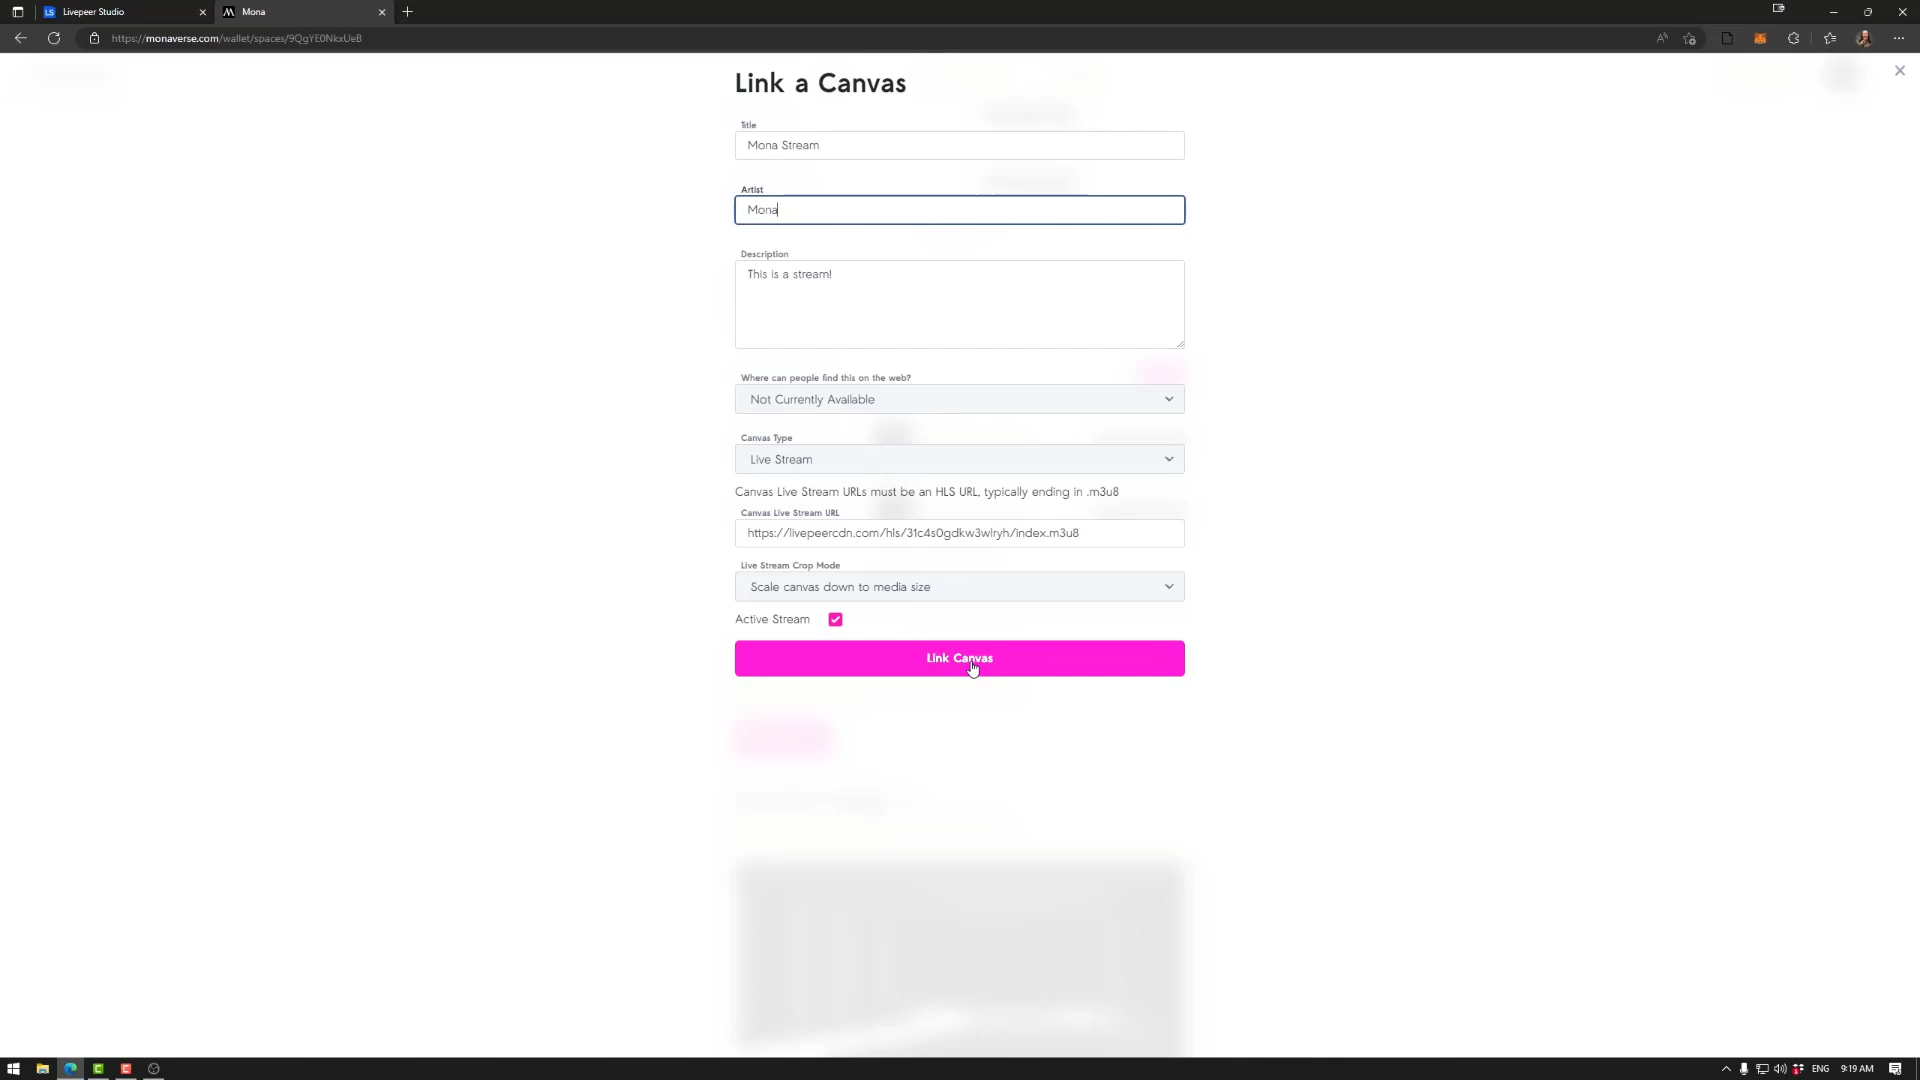 Livepeer Studio
Mona
https://monaverse.com/wallet/spaces/9QgYE0NkxUeB
Link a Canvas
Title
Mona Stream
Artist
Mona
Description
This is a stream!
Where can people find this on the web?
Not Currently Available
Canvas Type
Live Stream
Canvas Live Stream URLs must be an HLS URL, typically ending in .m3u8
Canvas Live Stream URL
https://livepeercdn.com/hls/31c4s0gdkw3wlryh/index.m3u8
Live Stream Crop Mode
Scale canvas down to media size
Active Stream
Link Canvas
ENG
9:19 AM